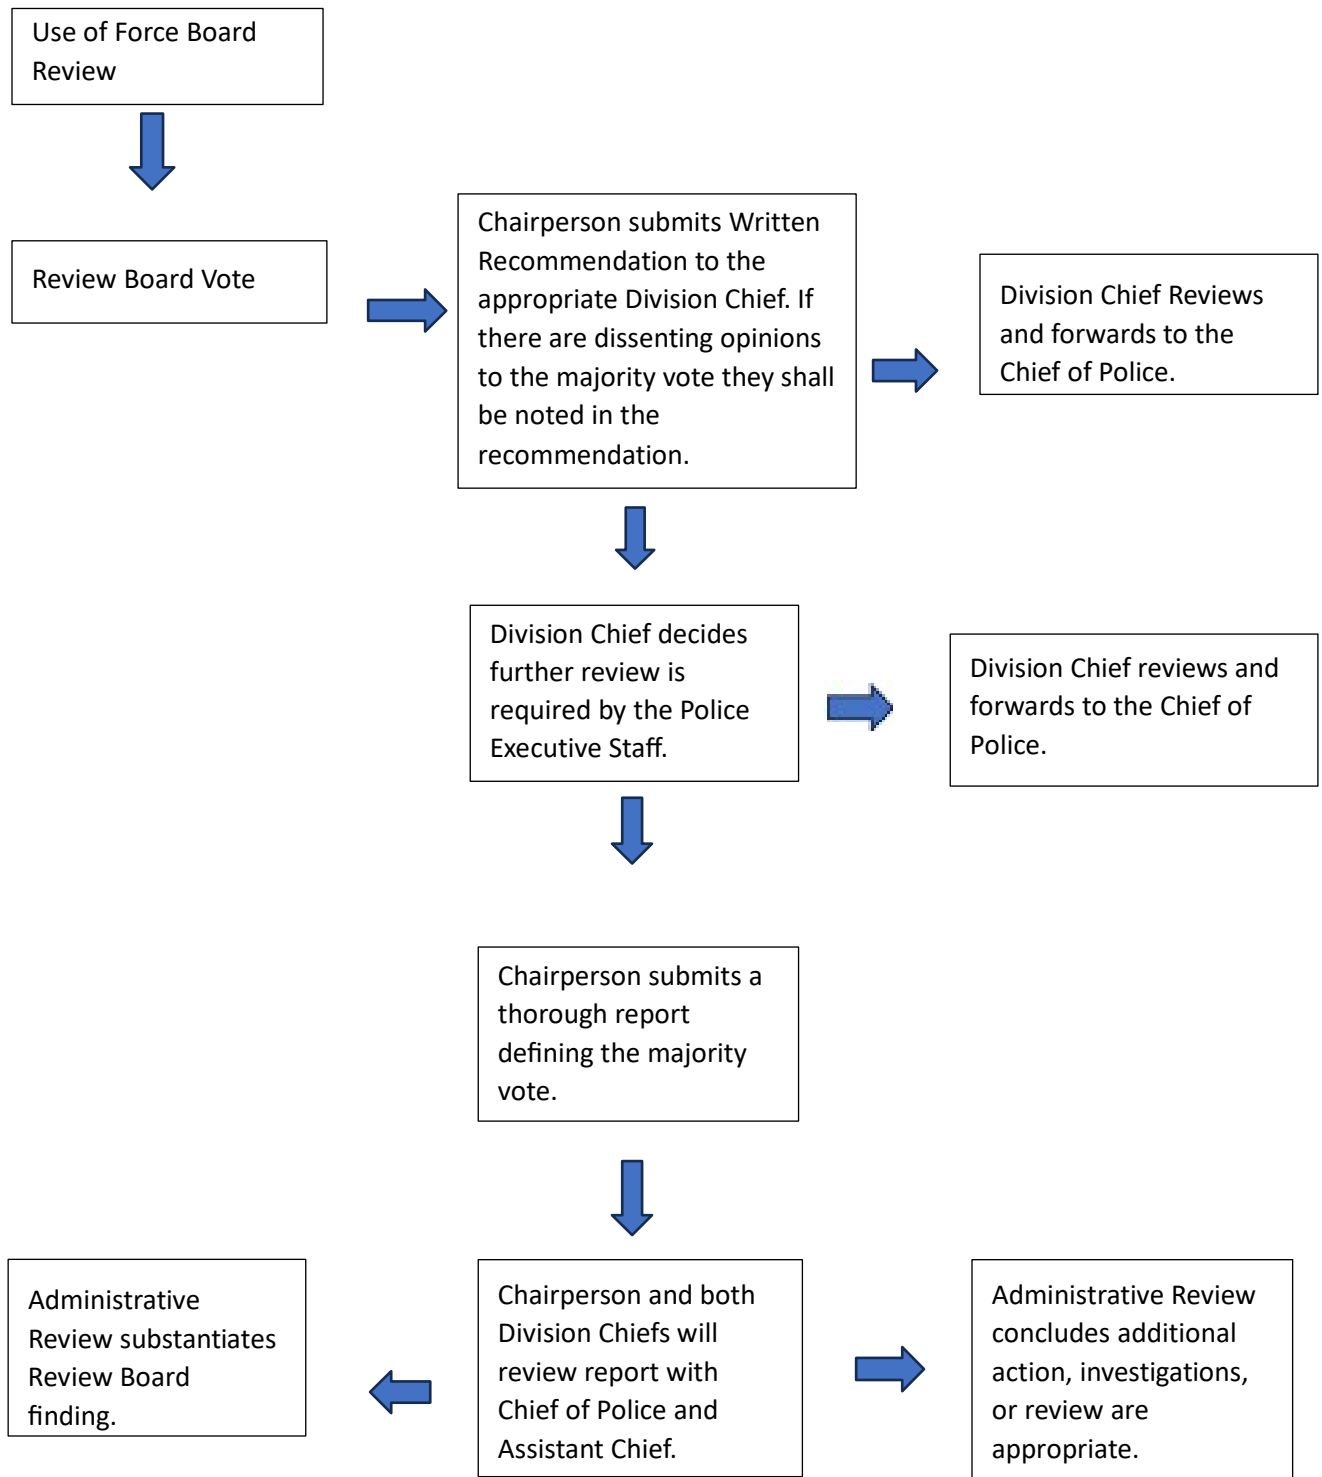 Use of Force Board
Review
Review Board Vote
Chairperson submits Written
Recommendation to the
appropriate Division Chief. If
there are dissenting opinions
to the majority vote they shall
be noted in the
recommendation.
Division Chief Reviews
and forwards to the
Chief of Police.
Division Chief decides
further review is
required by the Police
Executive Staff.
Division Chief reviews and
forwards to the Chief of
Police.
Chairperson submits a
thorough report
defining the majority
vote.
Administrative
Review substantiates
Review Board
finding.
Chairperson and both
Division Chiefs will
review report with
Chief of Police and
Assistant Chief.
Administrative Review
concludes additional
action, investigations,
or review are
appropriate.